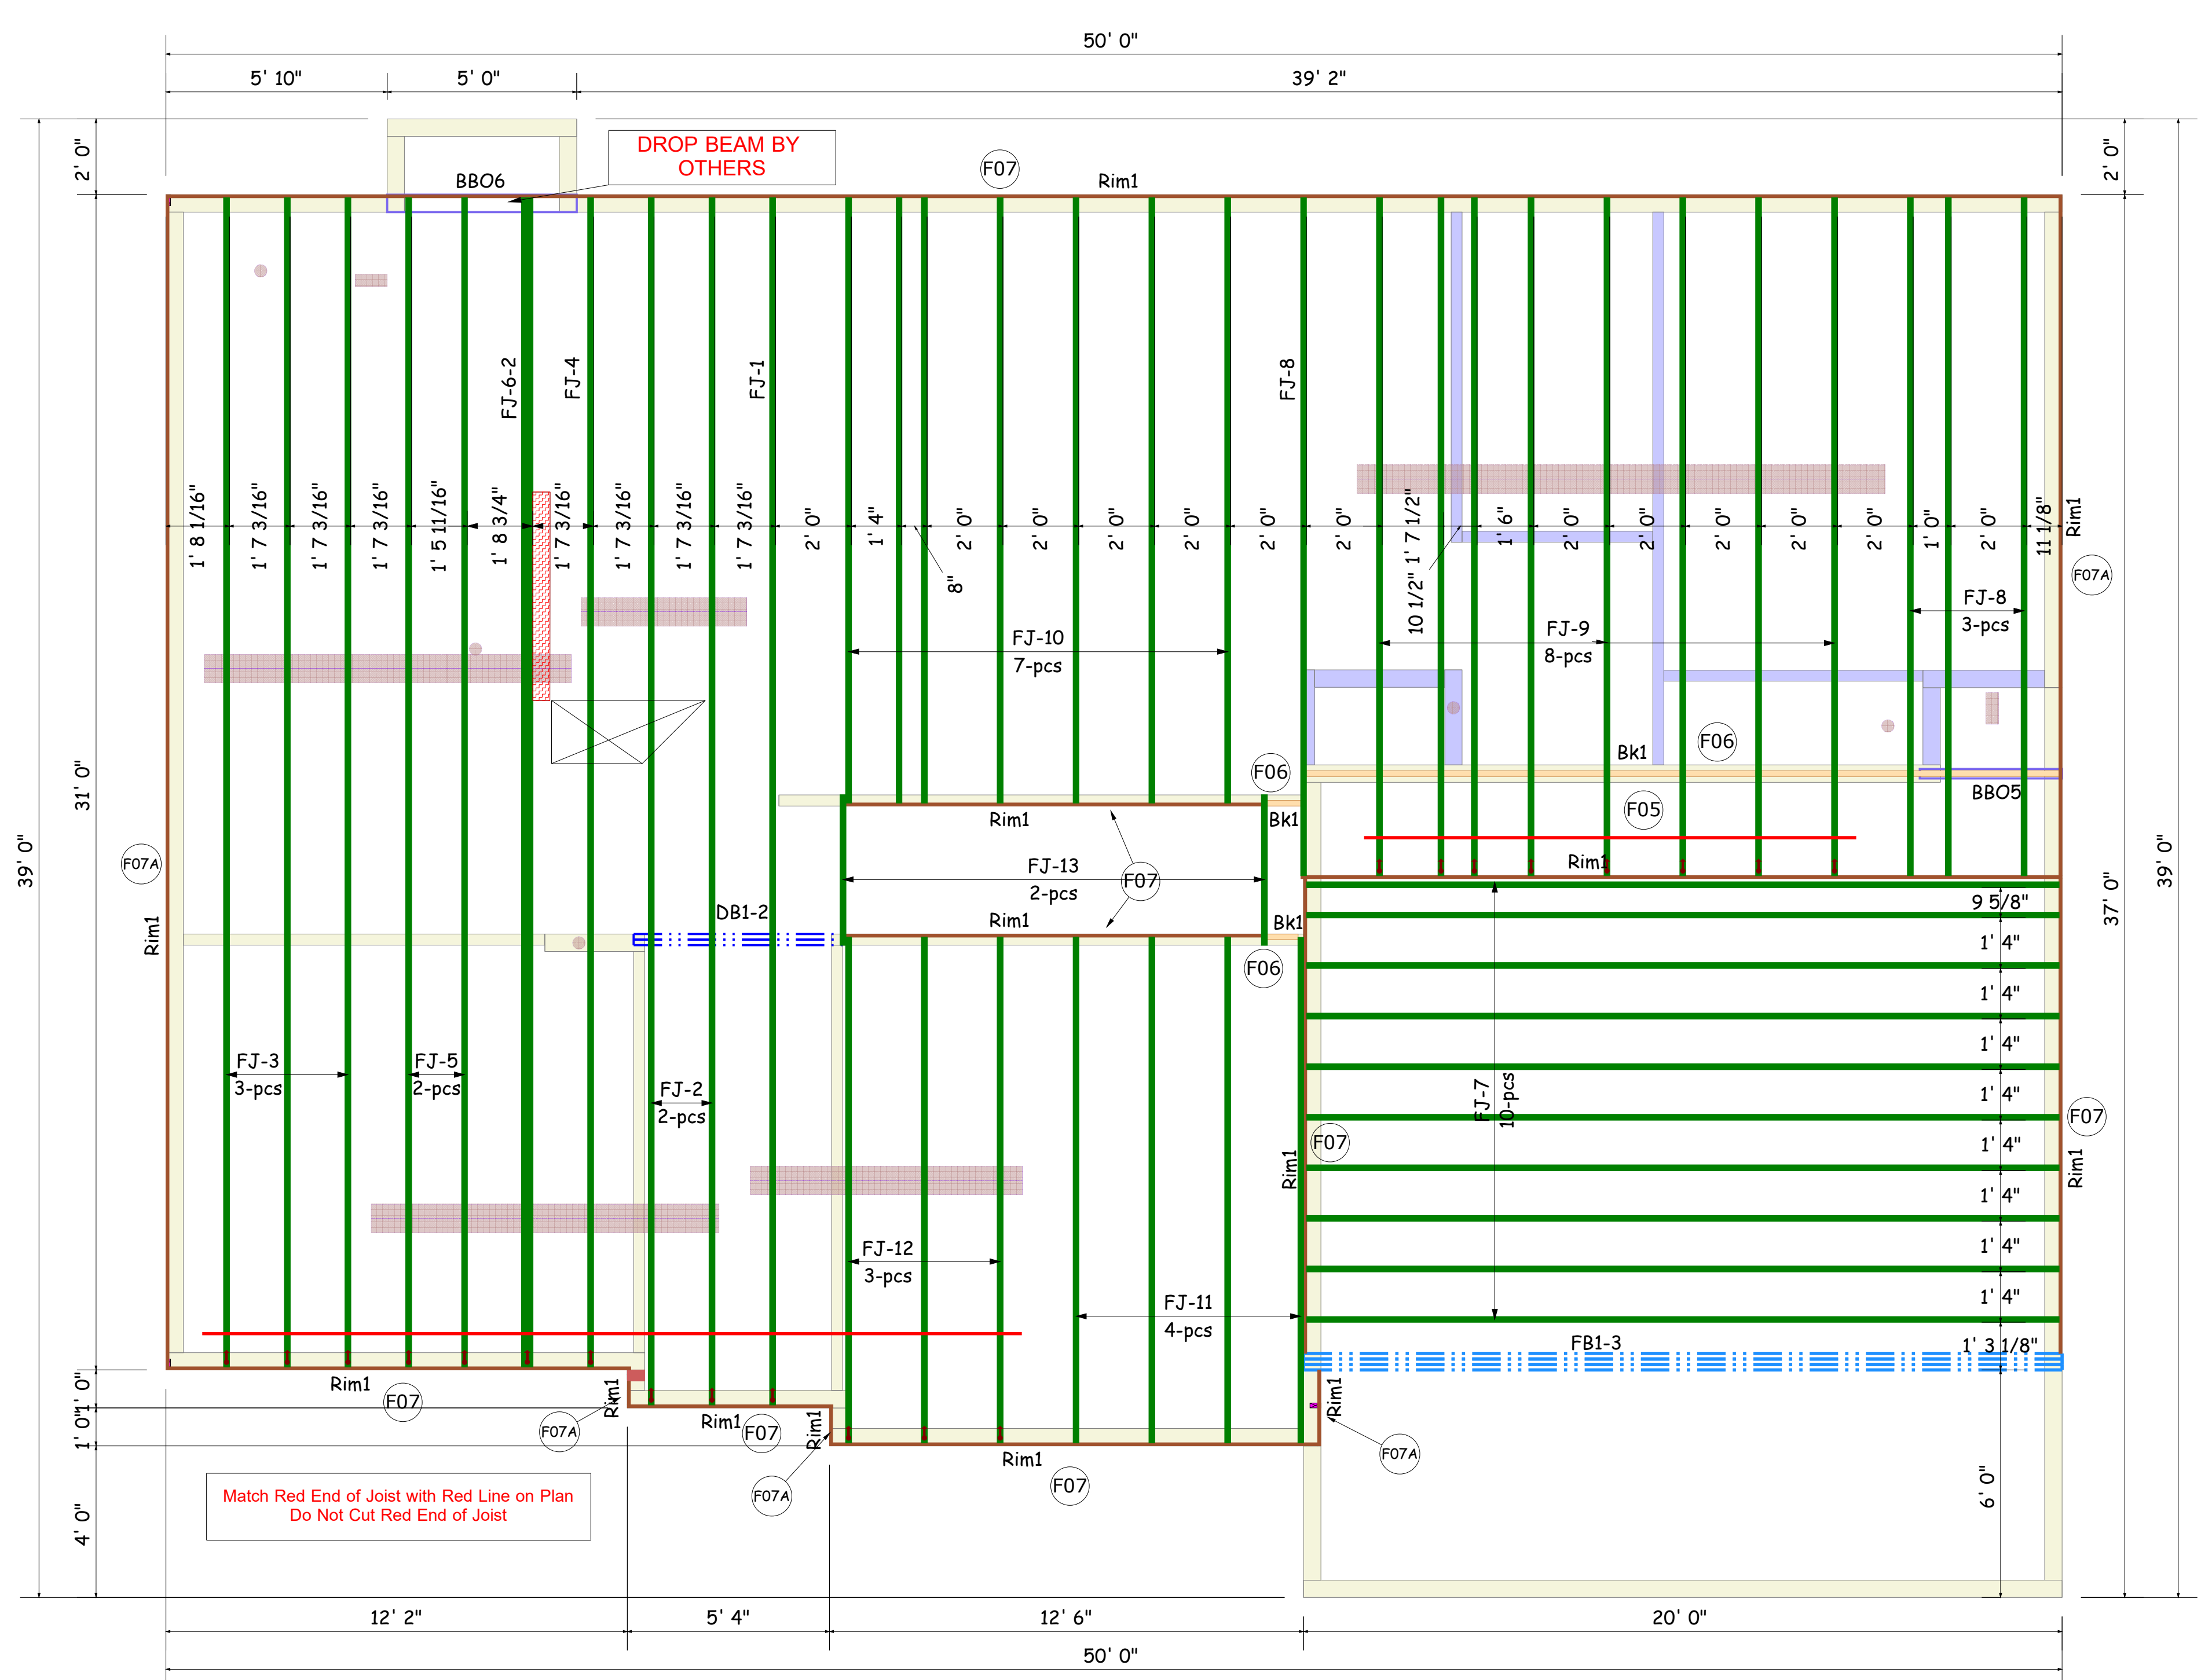 50' 0"
5' 10"
5' 0"
39' 2"
2' 0"
DROP BEAM BY
OTHERS
BBO6
F07
Rim1
2' 0"
FJ-6-2
FJ-4
FJ-1
FJ-8
1' 8 1/16"
1' 7 3/16"
1' 7 3/16"
1' 7 3/16"
1' 5 11/16"
1' 8 3/4"
1' 7 3/16"
1' 7 3/16"
1' 7 3/16"
1' 7 3/16"
2' 0"
1' 4"
8"
2' 0"
2' 0"
2' 0"
2' 0"
2' 0"
2' 0"
1' 7 1/2"
10 1/2"
1' 6"
2' 0"
2' 0"
2' 0"
2' 0"
2' 0"
1' 0"
2' 0"
11 1/8"
Rim1
F07A
FJ-10
7-pcs
FJ-9
8-pcs
FJ-8
3-pcs
31' 0"
39' 0"
F07A
Rim1
F06
Bk1
F06
BBO5
F05
Rim1
Bk1
Rim1
FJ-13
2-pcs
F07
Rim1
Bk1
F06
DB1-2
37' 0"
39' 0"
9 5/8"
1' 4"
1' 4"
1' 4"
1' 4"
1' 4"
1' 4"
1' 4"
1' 4"
1' 3 1/8"
FJ-3
3-pcs
FJ-5
2-pcs
FJ-2
2-pcs
FJ-7
10-pcs
F07
Rim1
F07
Rim1
FJ-12
3-pcs
FJ-11
4-pcs
FB1-3
1' 0"
1' 0"
Rim1
F07
Rim1
F07A
Rim1
F07
Rim1
F07A
Rim1
F07
Rim1
F07A
6' 0"
4' 0"
Match Red End of Joist with Red Line on Plan
Do Not Cut Red End of Joist
12' 2"
5' 4"
12' 6"
20' 0"
50' 0"